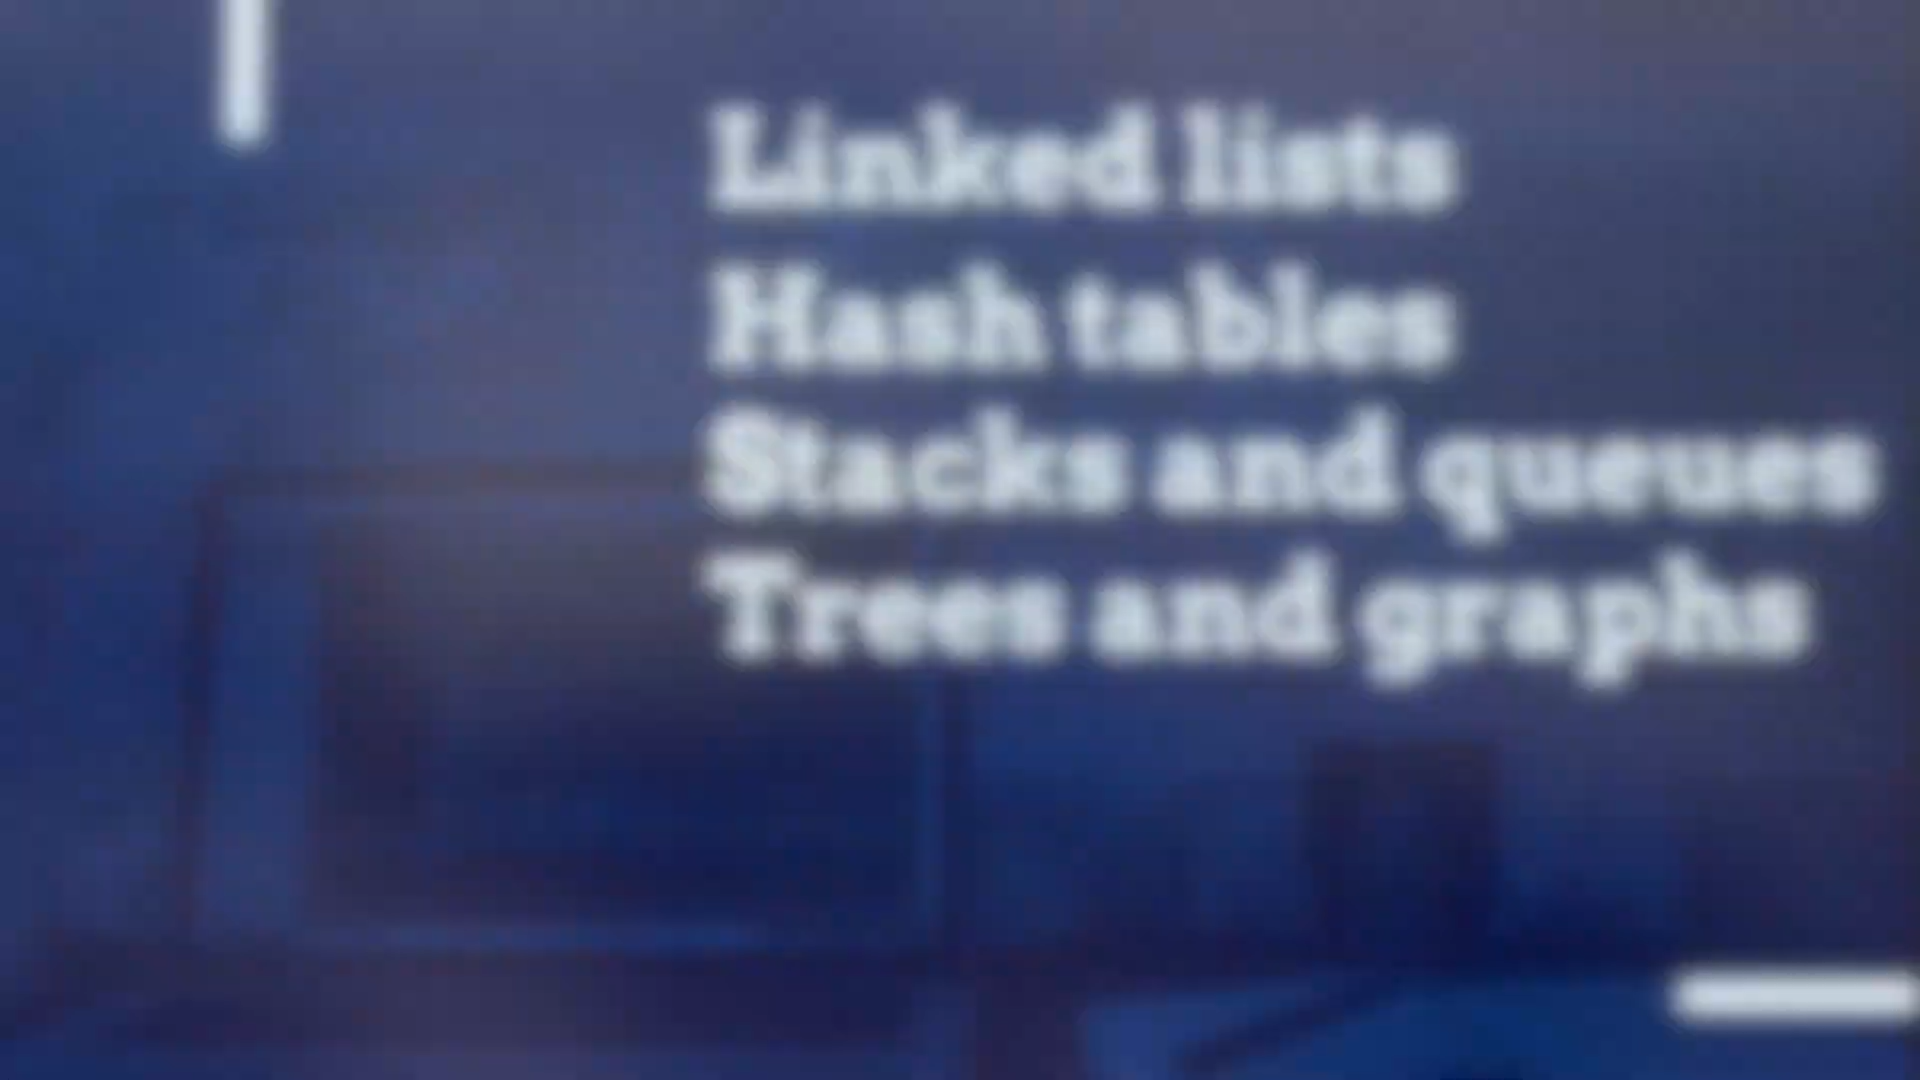 Linked lists
Hash tables
Stacks and queues
Trees and graphs